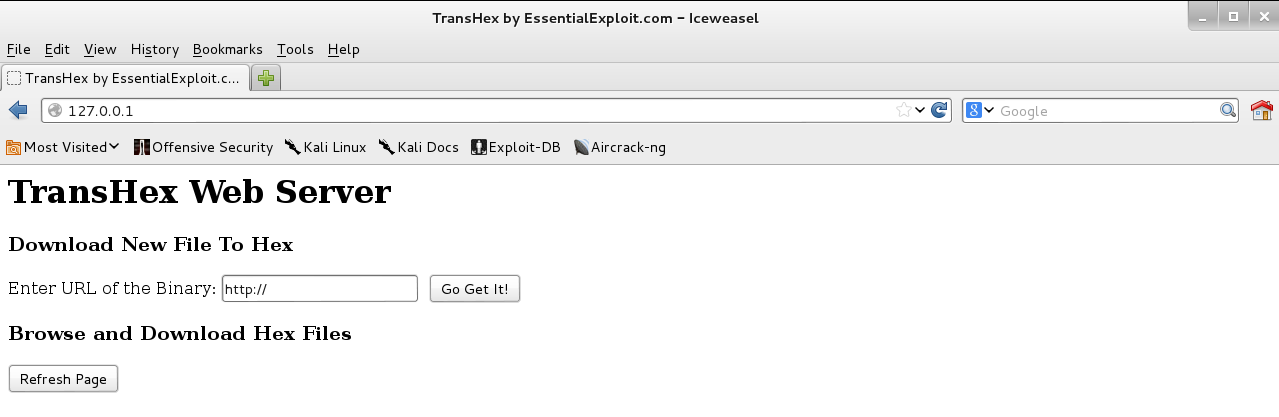 TransHex by EssentialExploit.com - Iceweasel
File Edit View History Bookmarks Tools Help
TransHex by EssentialExploit.c...
127.0.0.1 Google
Most Visited Offensive Security Kali Linux Kali Docs Exploit-DB Aircrack-ng
TransHex Web Server
Download New File To Hex
Enter URL of the Binary: http:// Go Get It!
Browse and Download Hex Files
Refresh Page